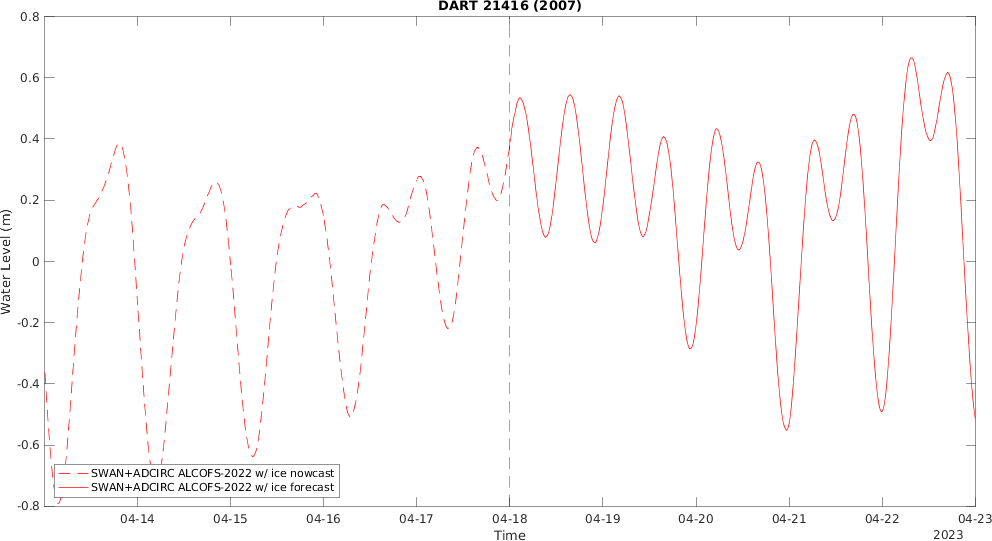 DART 21416 (2007)
0.8
0.6
0.4
0.2
0
-0.2
-0.4
-0.6
-0.8
Water Level (m)
SWAN+ADCIRC ALCOFS-2022 w/ ice nowcast
SWAN+ADCIRC ALCOFS-2022 w/ ice forecast
04-14 04-15 04-16 04-17 04-18 04-19 04-20 04-21 04-22 04-23
Time
2023